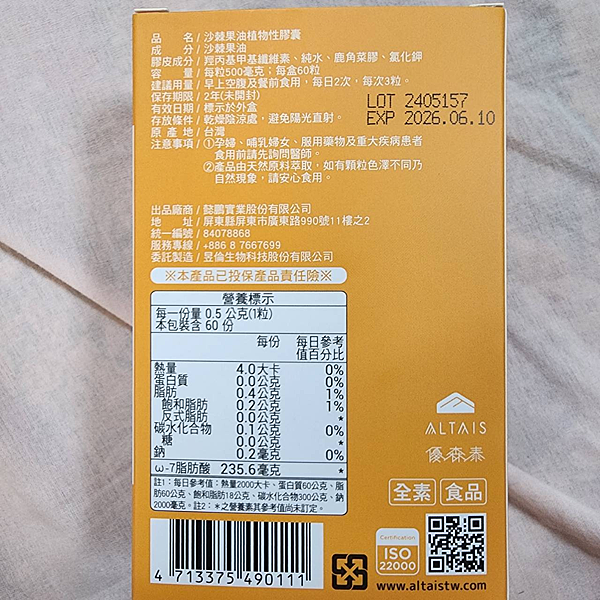 品　　名 / 沙棘果油植物性膠囊
成　　分 / 沙棘果油
膠皮成分 / 羥丙基甲基纖維素、純水、鹿角菜膠、氯化鉀
容　　量 / 每粒500毫克；每盒60粒
建議用量 / 早上空腹及餐前食用，每日2次，每次3粒。
保存期限 / 2年(未開封)
有效日期 / 標示於外盒
存放條件 / 乾燥陰涼處，避免陽光直射。
原 產 地 / 台灣
注意事項 / ①孕婦、哺乳婦女、服用藥物及重大疾病患者
食用前請先詢問醫師。
②產品由天然原料萃取，如有顆粒色澤不同乃
自然現象，請安心食用。
LOT 2405157
EXP 2026.06.10
出品廠商 / 懿鵬實業股份有限公司
地　　址 / 屏東縣屏東市廣東路990號11樓之2
統一編號 / 84078868
服務專線 / +886 8 7667699
委託製造 / 昱倫生物科技股份有限公司
※本產品已投保產品責任險※
營養標示
每一份量 0.5 公克(1粒)
本包裝含 60 份
每份 每日參考值百分比
熱量 4.0大卡 0%
蛋白質 0.0公克 0%
脂肪 0.4公克 1%
飽和脂肪 0.2公克 1%
反式脂肪 0.0公克 *
碳水化合物 0.1公克 0%
糖 0.0公克 *
鈉 0.2毫克 0%
ω-7脂肪酸 235.6毫克 *
註1：每日參考值：熱量2000大卡、蛋白質60公克、脂
肪60公克、飽和脂肪18公克、碳水化合物300公克、鈉
2000毫克。註2：＊之營養素其參考值尚未訂定。
ALTAIS
優森泰
全素 食品
4 713375 490111
Certification
ISO
22000
www.altaistw.com